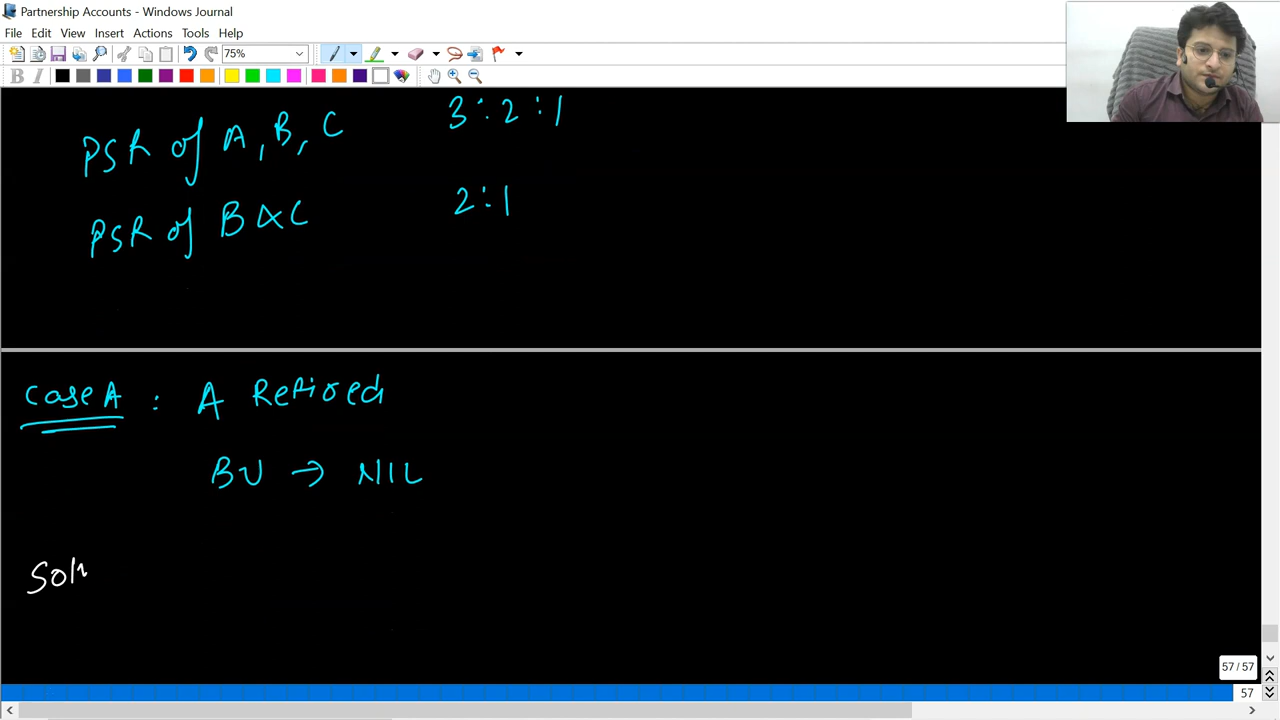 Partnership Accounts - Windows Journal
File Edit View Insert Actions Tools Help
75%
B I
PSR of A, B, C 3 : 2 : 1
PSR of B & C 2 : 1
Case A : A Retired
BV → NIL
Soln
57 / 57
57